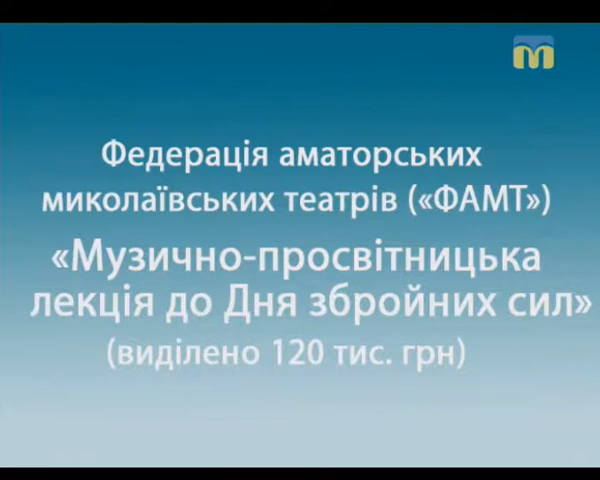 Федерація аматорських
миколаївських театрів («ФАМТ»)
«Музично-просвітницька
лекція до Дня збройних сил»
(виділено 120 тис. грн)